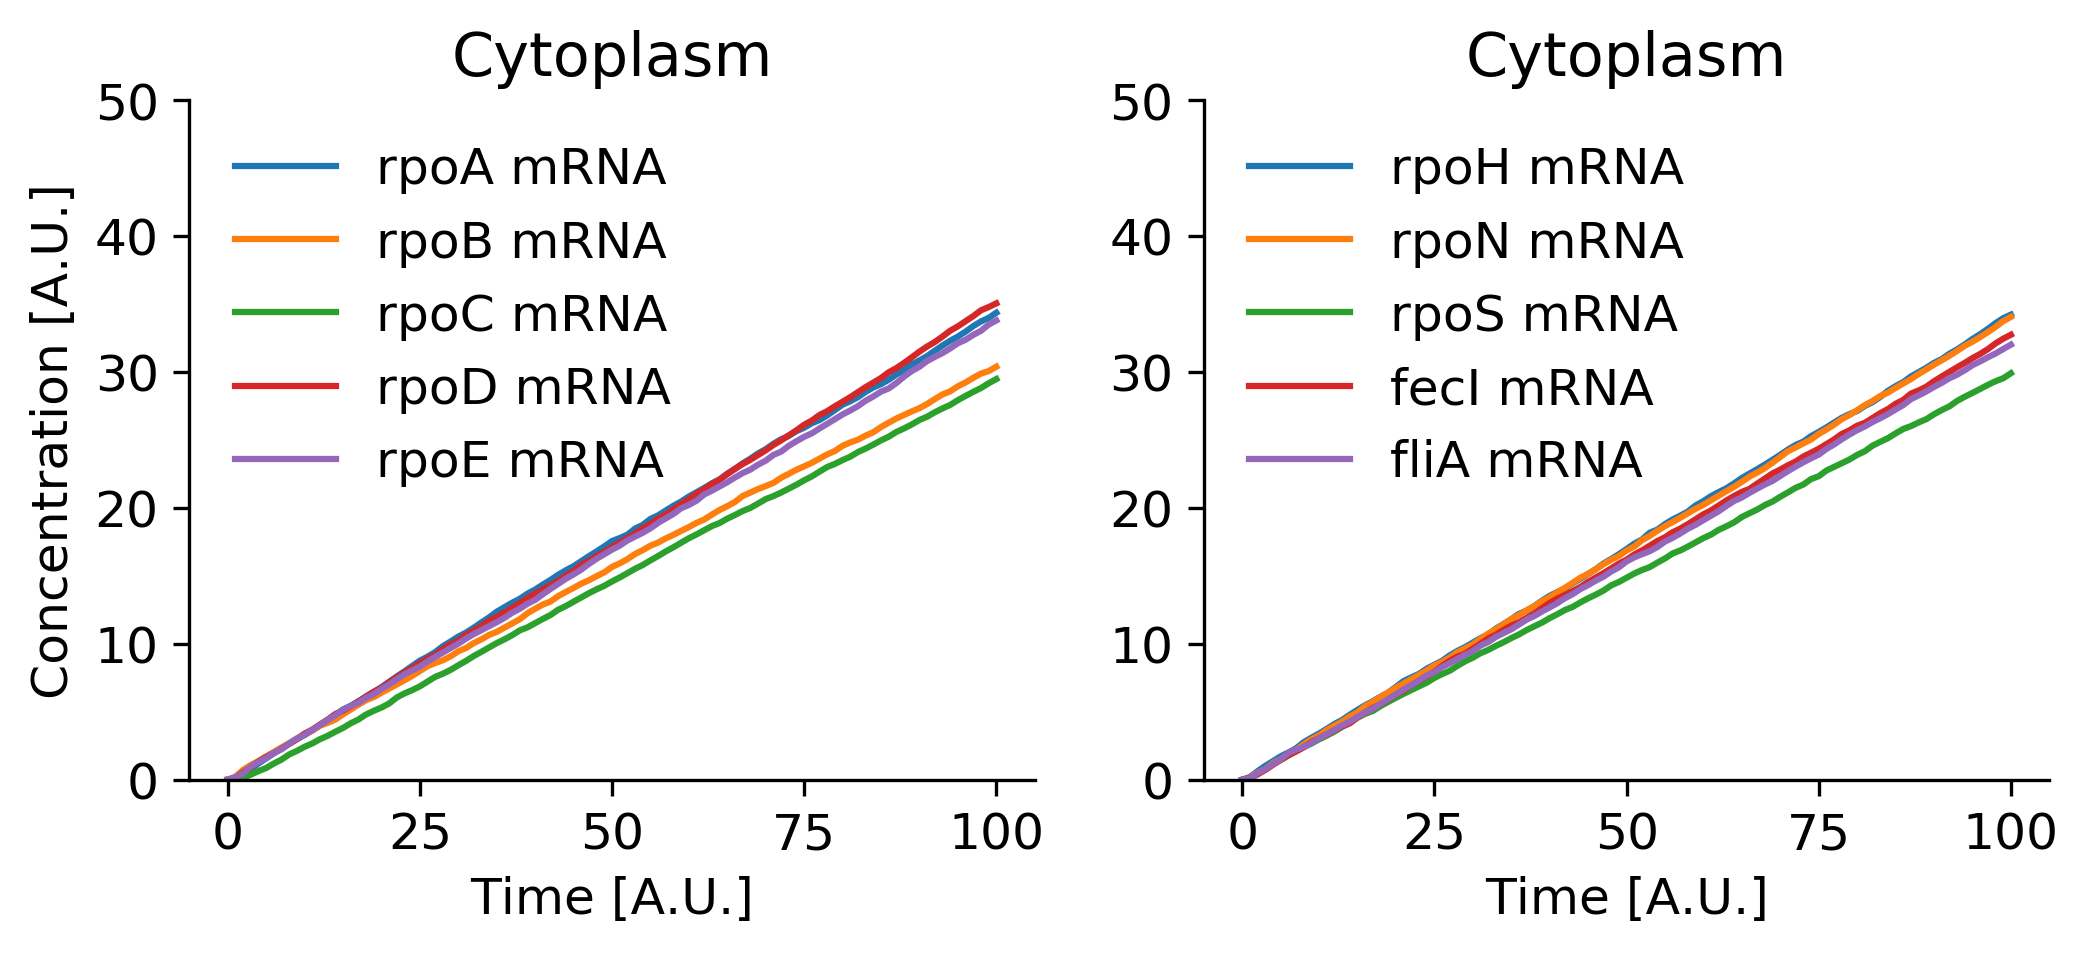 Cytoplasm
50
40
30
20
10
0
Concentration [A.U.]
rpoA mRNA
rpoB mRNA
rpoC mRNA
rpoD mRNA
rpoE mRNA
0 25 50 75 100
Time [A.U.]
Cytoplasm
50
40
30
20
10
0
rpoH mRNA
rpoN mRNA
rpoS mRNA
fecI mRNA
fliA mRNA
0 25 50 75 100
Time [A.U.]